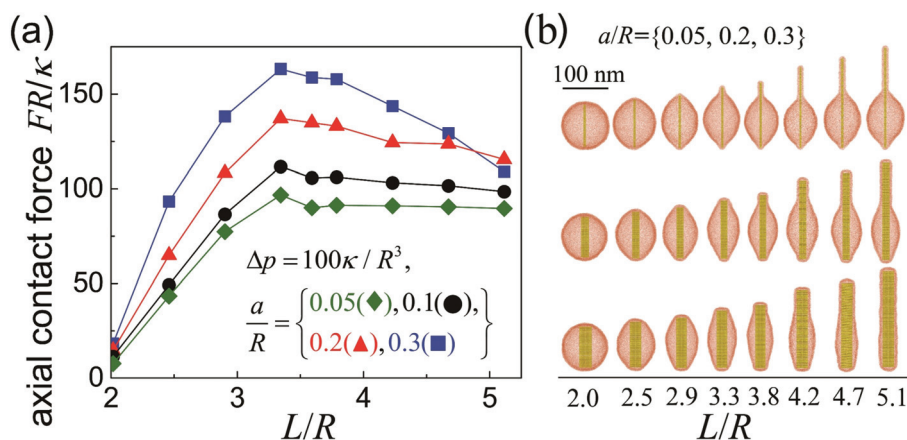 (a)
axial contact force FR/κ
150
100
50
0
2
3
4
5
L/R
Δp = 100κ / R³,
a/R = {0.05(◆), 0.1(●),
0.2(▲), 0.3(■)}
(b)
a/R={0.05, 0.2, 0.3}
100 nm
2.0 2.5 2.9 3.3 3.8 4.2 4.7 5.1
L/R